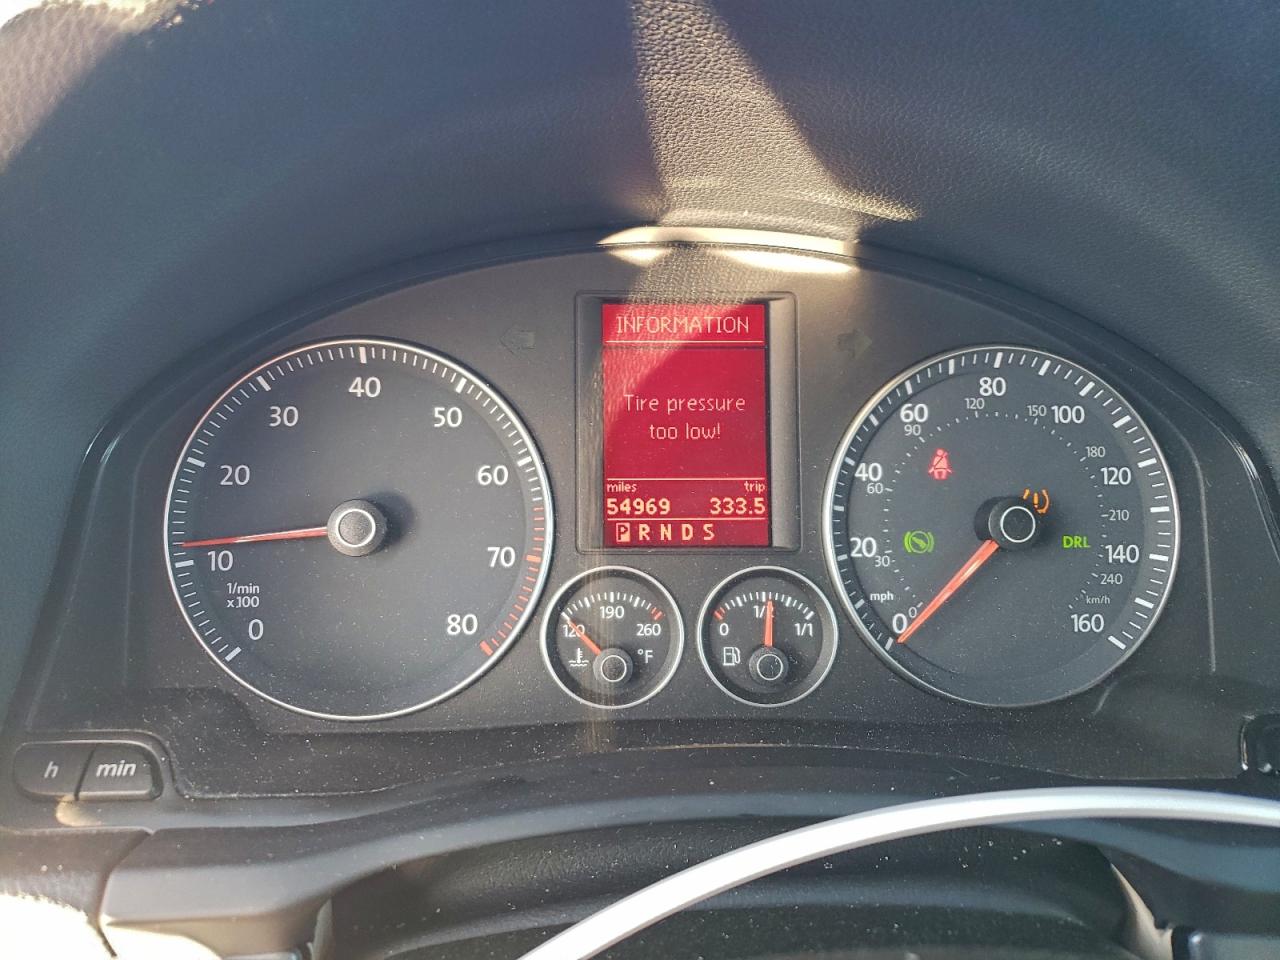 INFORMATION
Tire pressure
too low!
miles trip
54969 333.5
P R N D S
0
10
20
30
40
50
60
70
80
1/min
x100
120
190
260
°F
0
1/2
1/1
0
20
40
60
80
100
120
140
160
mph
0
30
60
90
120
150
180
210
240
km/h
DRL
h min